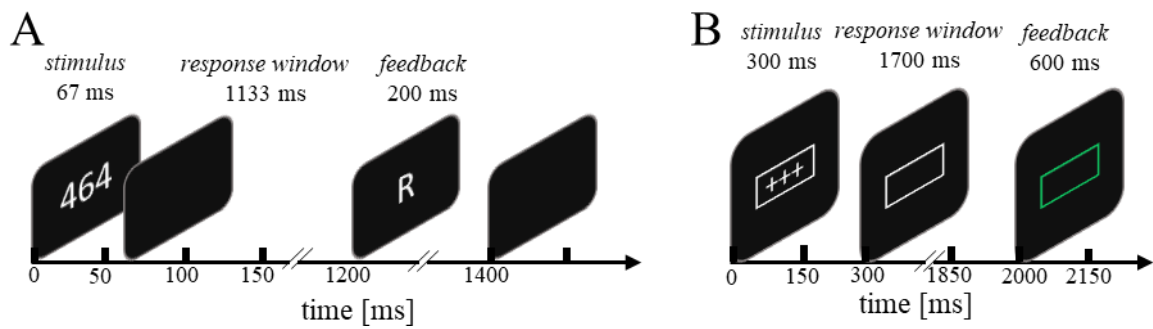 A
stimulus
67 ms
response window
1133 ms
feedback
200 ms
464
R
0 50 100 150 1200 1400
time [ms]
B
stimulus
300 ms
response window
1700 ms
feedback
600 ms
+++
0 150 300 1850 2000 2150
time [ms]